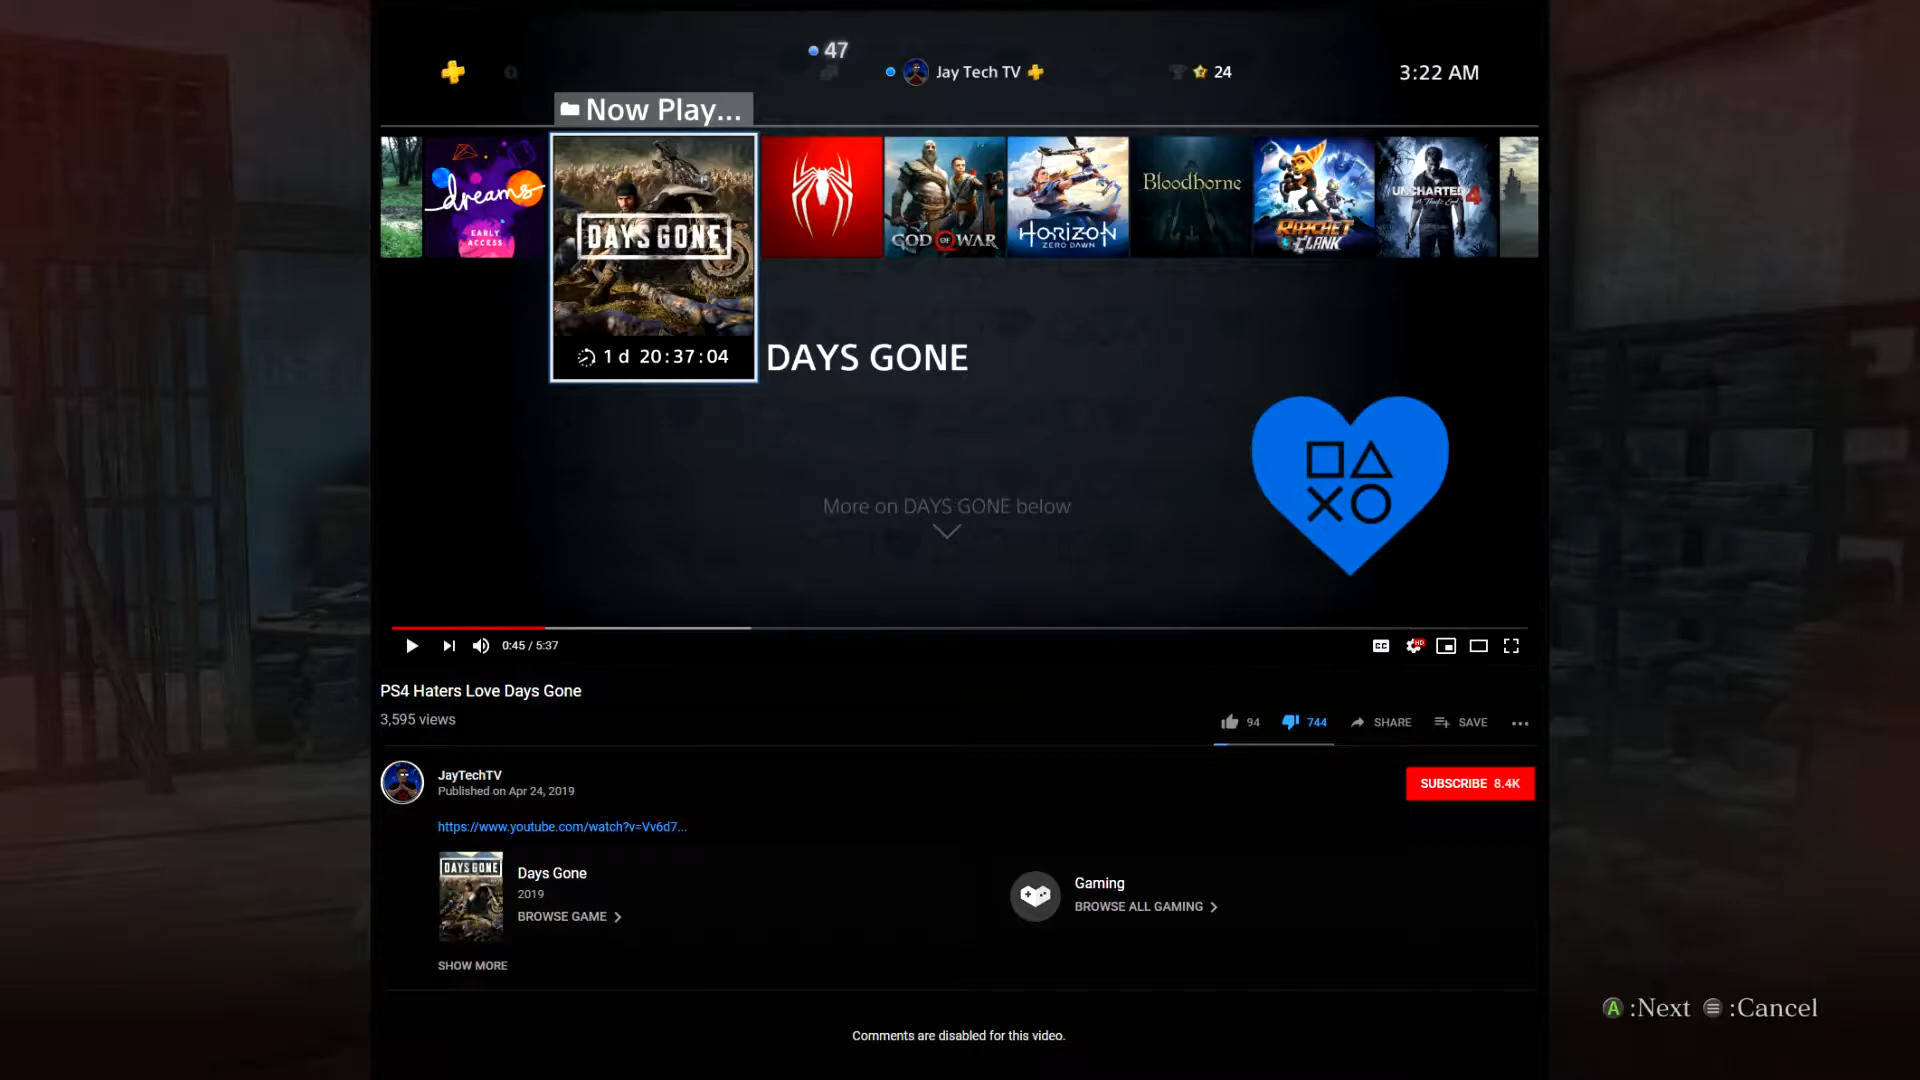 47
Jay Tech TV
24
3:22 AM
Now Play...
dreams
EARLY ACCESS
DAYS GONE
GOD OF WAR
HORIZON
ZERO DAWN
Bloodborne
RATCHET & CLANK
UNCHARTED 4
A Thief's End
1 d 20:37:04
DAYS GONE
More on DAYS GONE below
0:45 / 5:37
CC
HD
PS4 Haters Love Days Gone
3,595 views
94
744
SHARE
SAVE
JayTechTV
Published on Apr 24, 2019
SUBSCRIBE 8.4K
https://www.youtube.com/watch?v=Vv6d7...
DAYS GONE
Days Gone
2019
BROWSE GAME
Gaming
BROWSE ALL GAMING
SHOW MORE
A :Next :Cancel
Comments are disabled for this video.